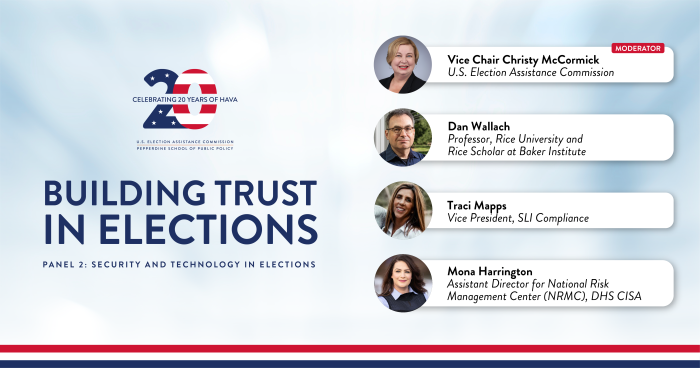 20
CELEBRATING 20 YEARS OF HAVA
U.S. ELECTION ASSISTANCE COMMISSION
PEPPERDINE SCHOOL OF PUBLIC POLICY
BUILDING TRUST
IN ELECTIONS
PANEL 2: SECURITY AND TECHNOLOGY IN ELECTIONS
MODERATOR
Vice Chair Christy McCormick
U.S. Election Assistance Commission
Dan Wallach
Professor, Rice University and
Rice Scholar at Baker Institute
Traci Mapps
Vice President, SLI Compliance
Mona Harrington
Assistant Director for National Risk
Management Center (NRMC), DHS CISA